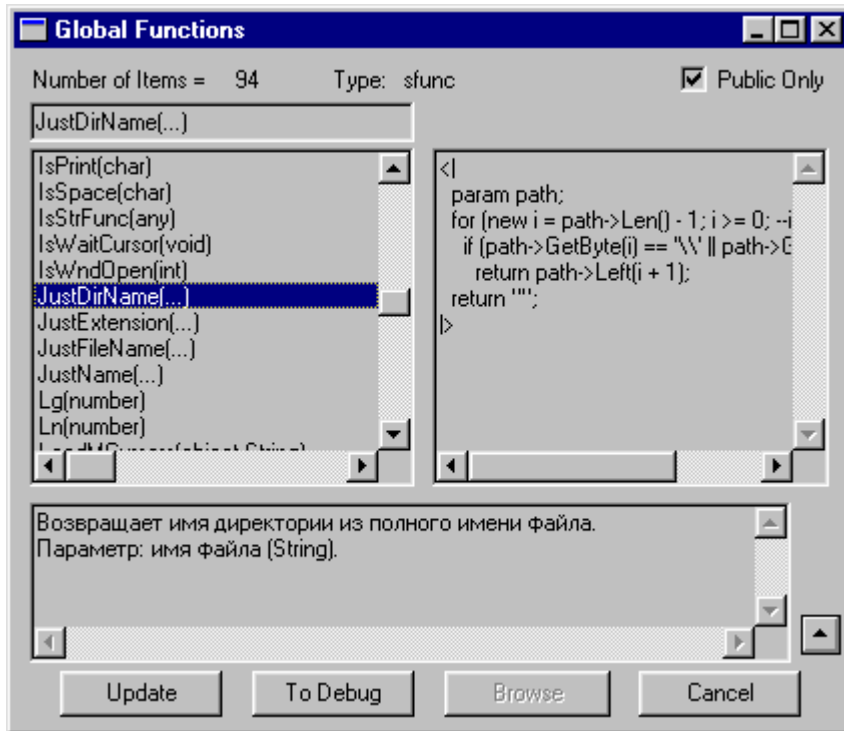 Global Functions
Number of Items = 94 Type: sfunc Public Only
JustDirName(...)
IsPrint(char)
IsSpace(char)
IsStrFunc(any)
IsWaitCursor(void)
IsWndOpen(int)
JustDirName(...)
JustExtension(...)
JustFileName(...)
JustName(...)
Lg(number)
Ln(number)
<|
param path;
for (new i = path->Len() - 1; i >= 0; --i
if (path->GetByte(i) == '\\' || path->G
return path->Left(i + 1);
return "";
|>
Возвращает имя директории из полного имени файла.
Параметр: имя файла (String).
Update To Debug Browse Cancel